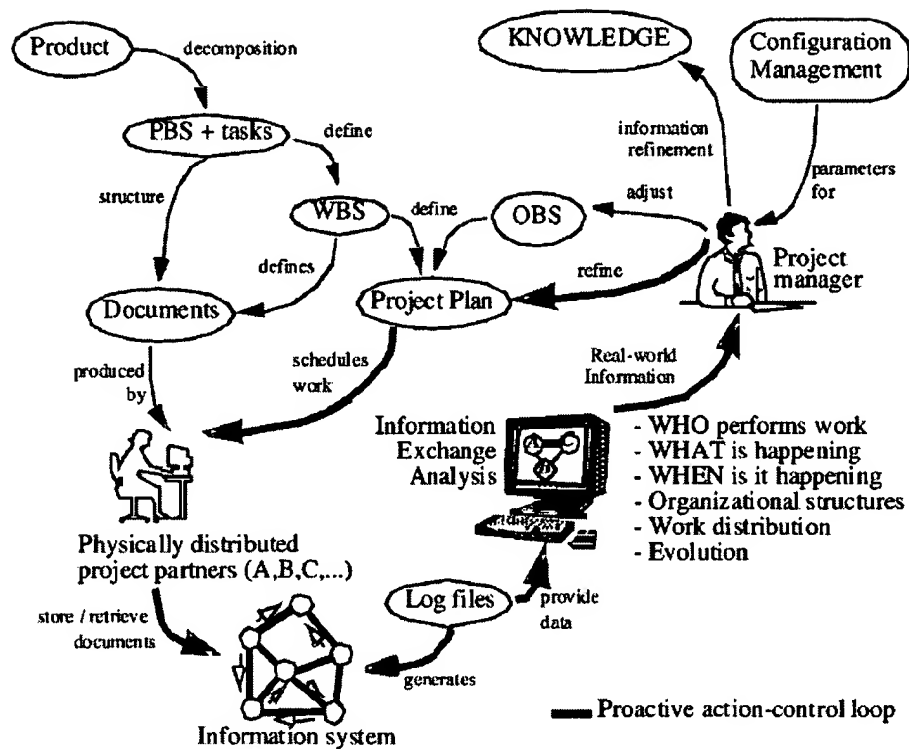 Product
decomposition
KNOWLEDGE
Configuration
Management
PBS + tasks
define
information
refinement
structure
parameters
for
WBS
define
OBS
adjust
Project
manager
defines
refine
Documents
Project Plan
produced
by
schedules
work
Real-world
Information
Information
Exchange
Analysis
A
C
B
- WHO performs work
- WHAT is happening
- WHEN is it happening
- Organizational structures
- Work distribution
- Evolution
Physically distributed
project partners (A,B,C,...)
Log files
provide
data
store / retrieve
documents
generates
Information system
Proactive action-control loop